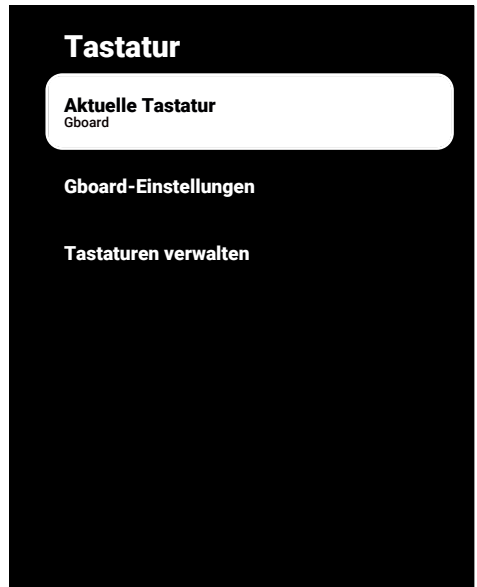 Tastatur
Aktuelle Tastatur
Gboard
Gboard-Einstellungen
Tastaturen verwalten